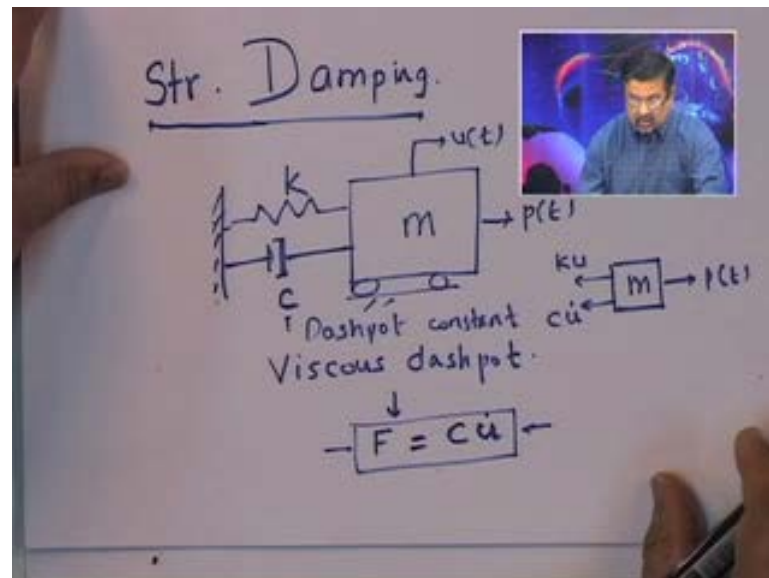 Str. Damping.
u(t)
K
m
p(t)
C
KU
m
p(t)
Dashpot constant
cu̇
Viscous dashpot.
F = Cu̇